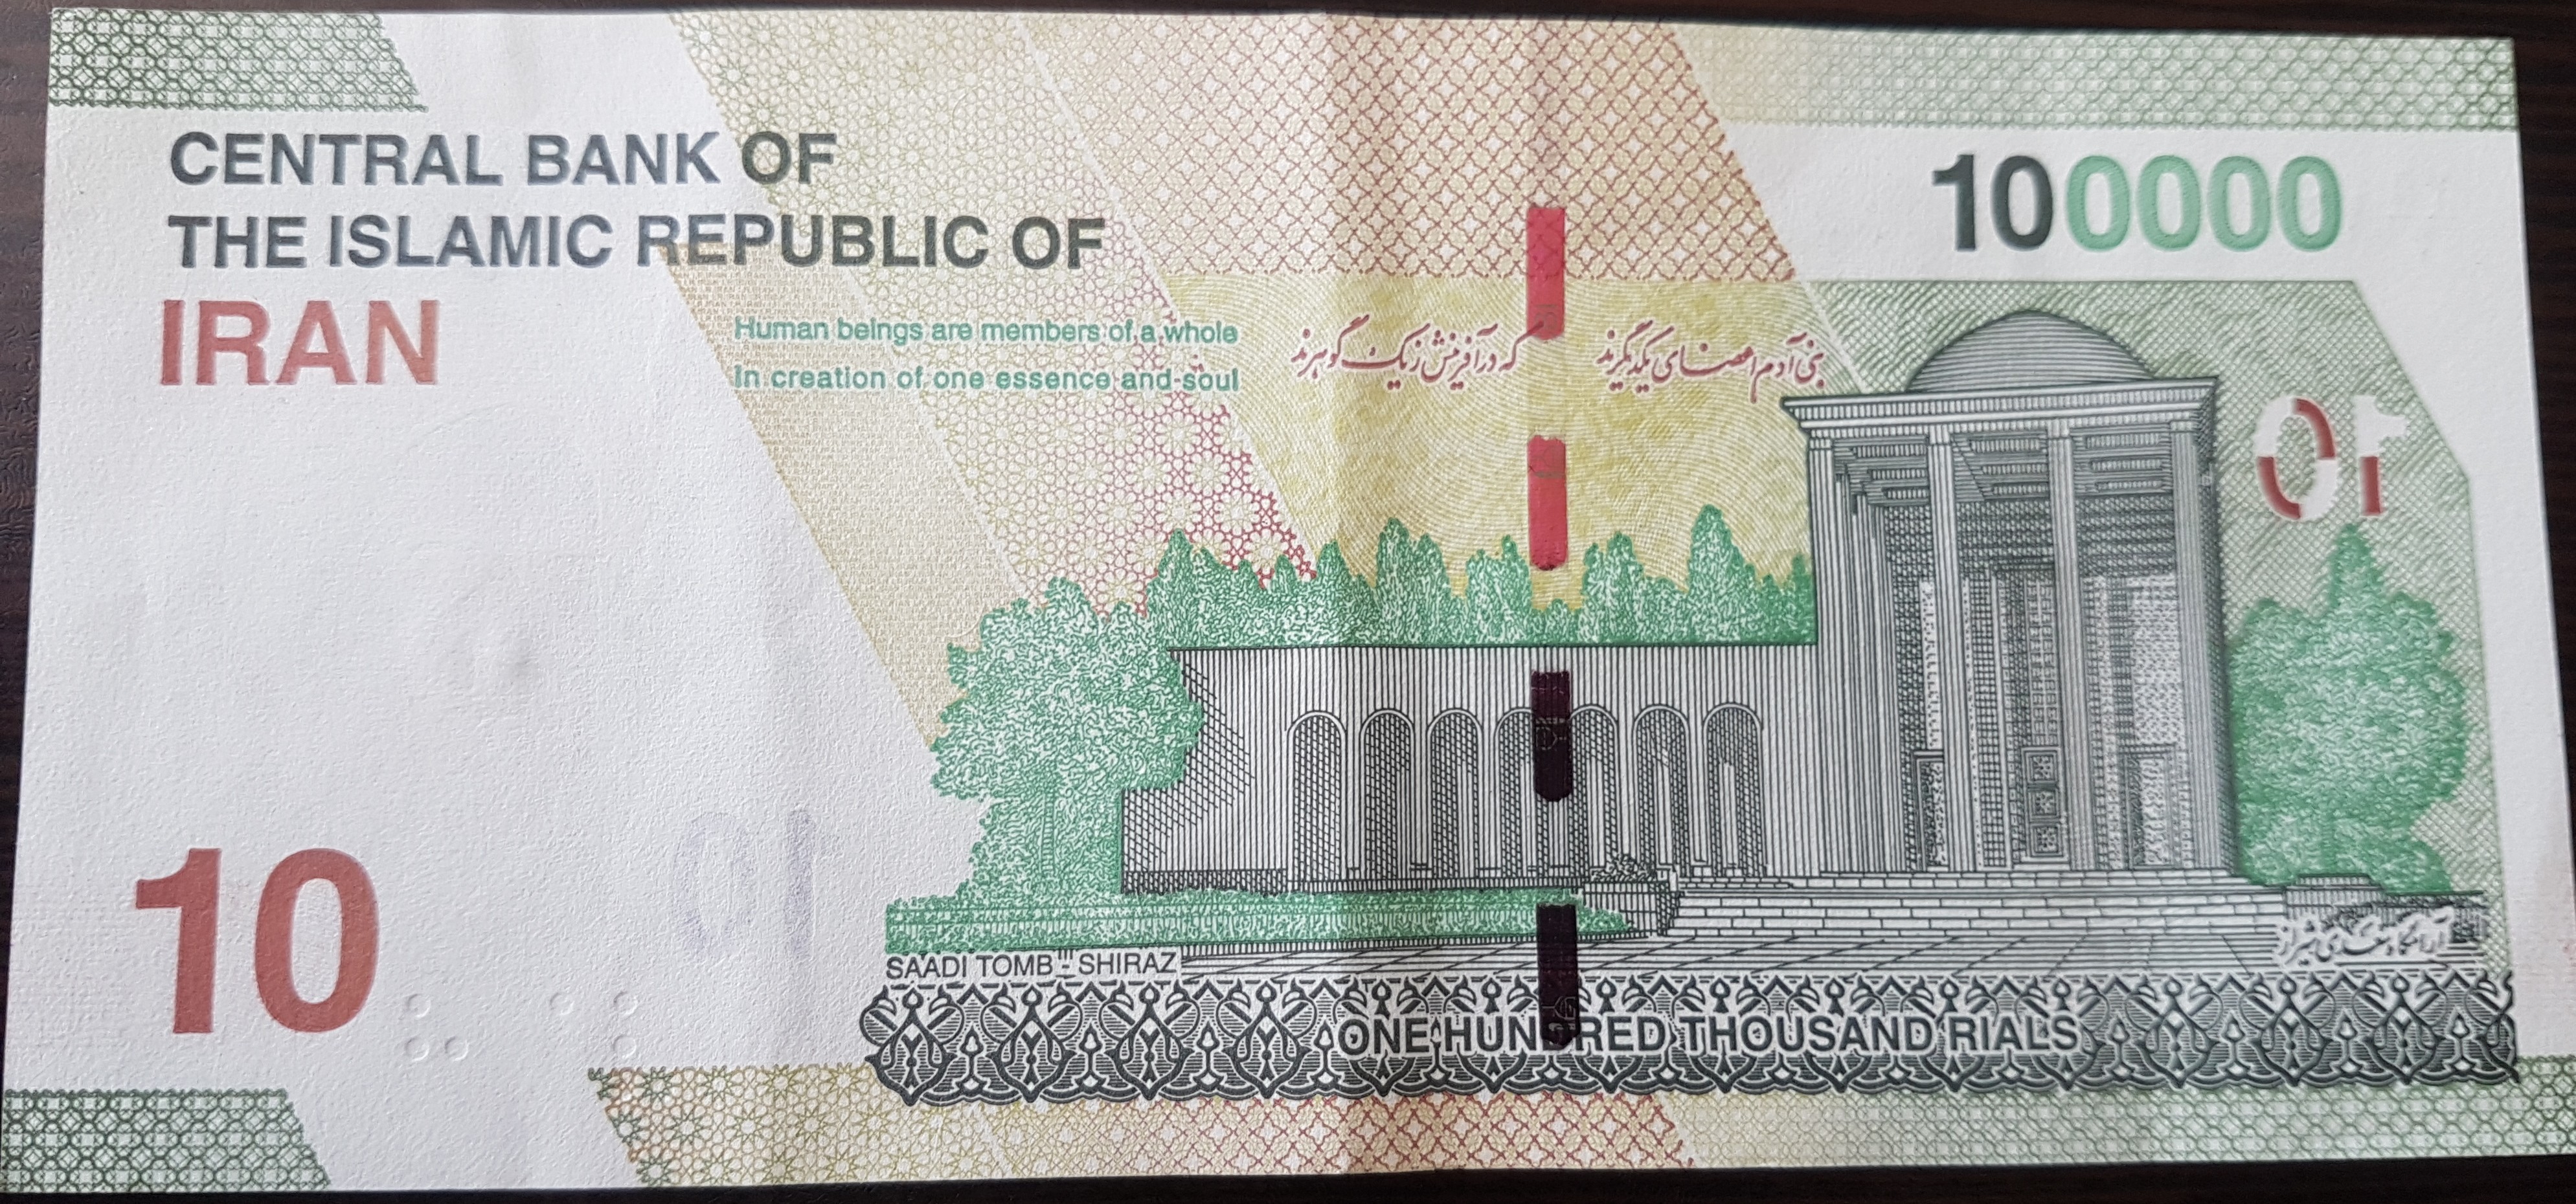 CENTRAL BANK OF
THE ISLAMIC REPUBLIC OF
IRAN
100000
Human beings are members of a whole
In creation of one essence and soul
بنی آدم اعضای یکدیگرند
که در آفرینش ز یک گوهرند
10
10
SAADI TOMB - SHIRAZ
آرامگاه سعدی شیراز
ONE HUNDRED THOUSAND RIALS